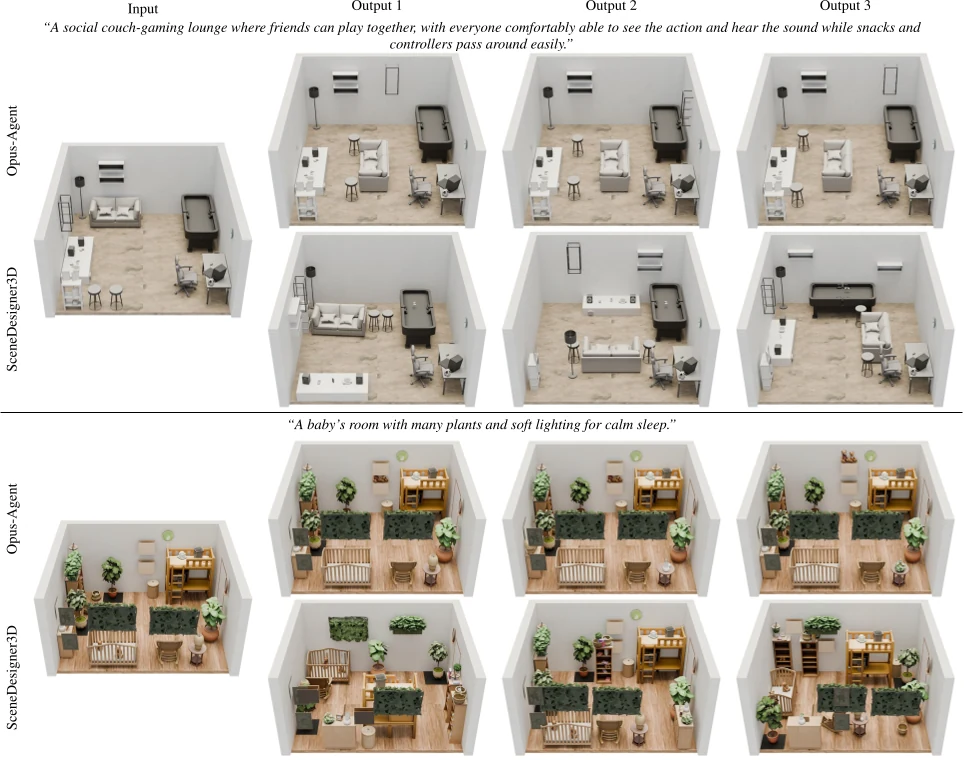 Input Output 1 Output 2 Output 3
“A social couch-gaming lounge where friends can play together, with everyone comfortably able to see the action and hear the sound while snacks and
controllers pass around easily.”
Opus-Agent
SceneDesigner3D
“A baby’s room with many plants and soft lighting for calm sleep.”
Opus-Agent
SceneDesigner3D